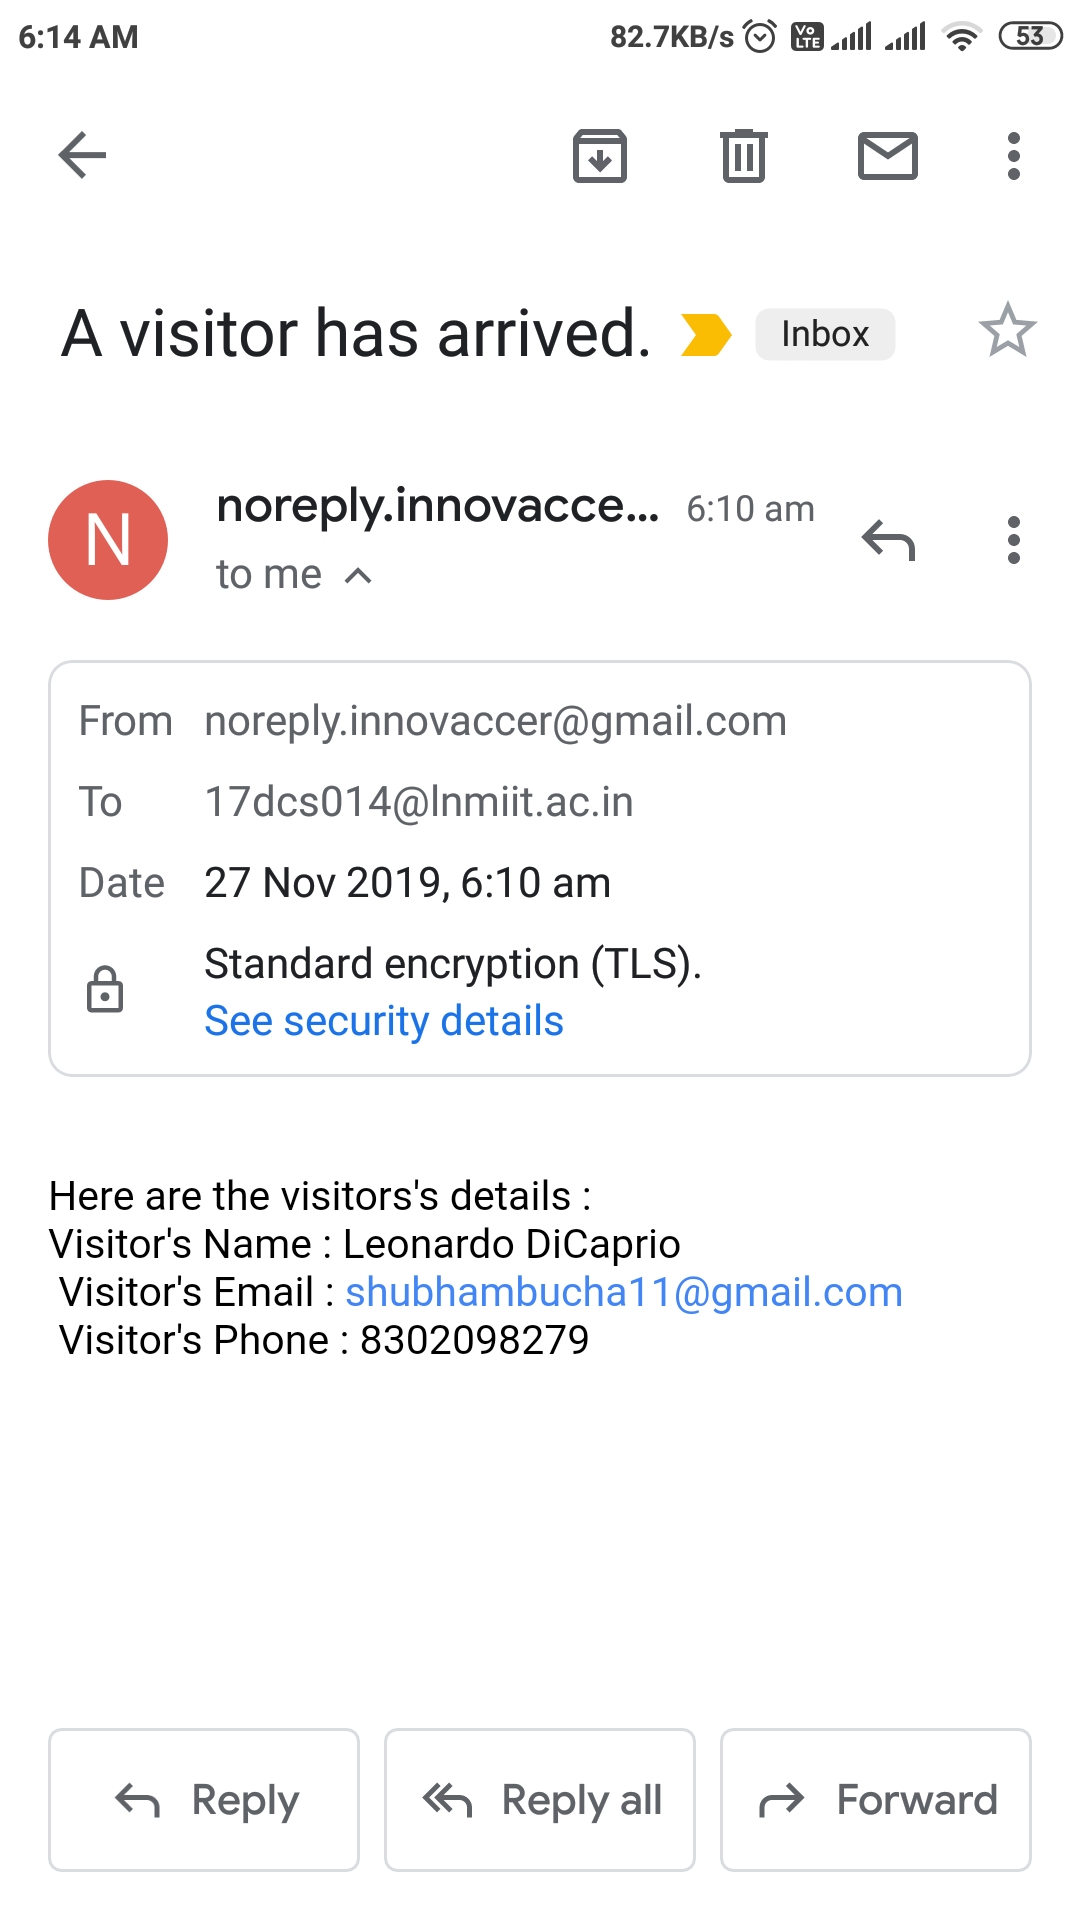 6:14 AM 82.7KB/s Vo LTE 53
A visitor has arrived. Inbox
N noreply.innovacce... 6:10 am
to me
From noreply.innovaccer@gmail.com
To 17dcs014@lnmiit.ac.in
Date 27 Nov 2019, 6:10 am
Standard encryption (TLS).
See security details
Here are the visitors's details :
Visitor's Name : Leonardo DiCaprio
Visitor's Email : shubhambucha11@gmail.com
Visitor's Phone : 8302098279
Reply Reply all Forward